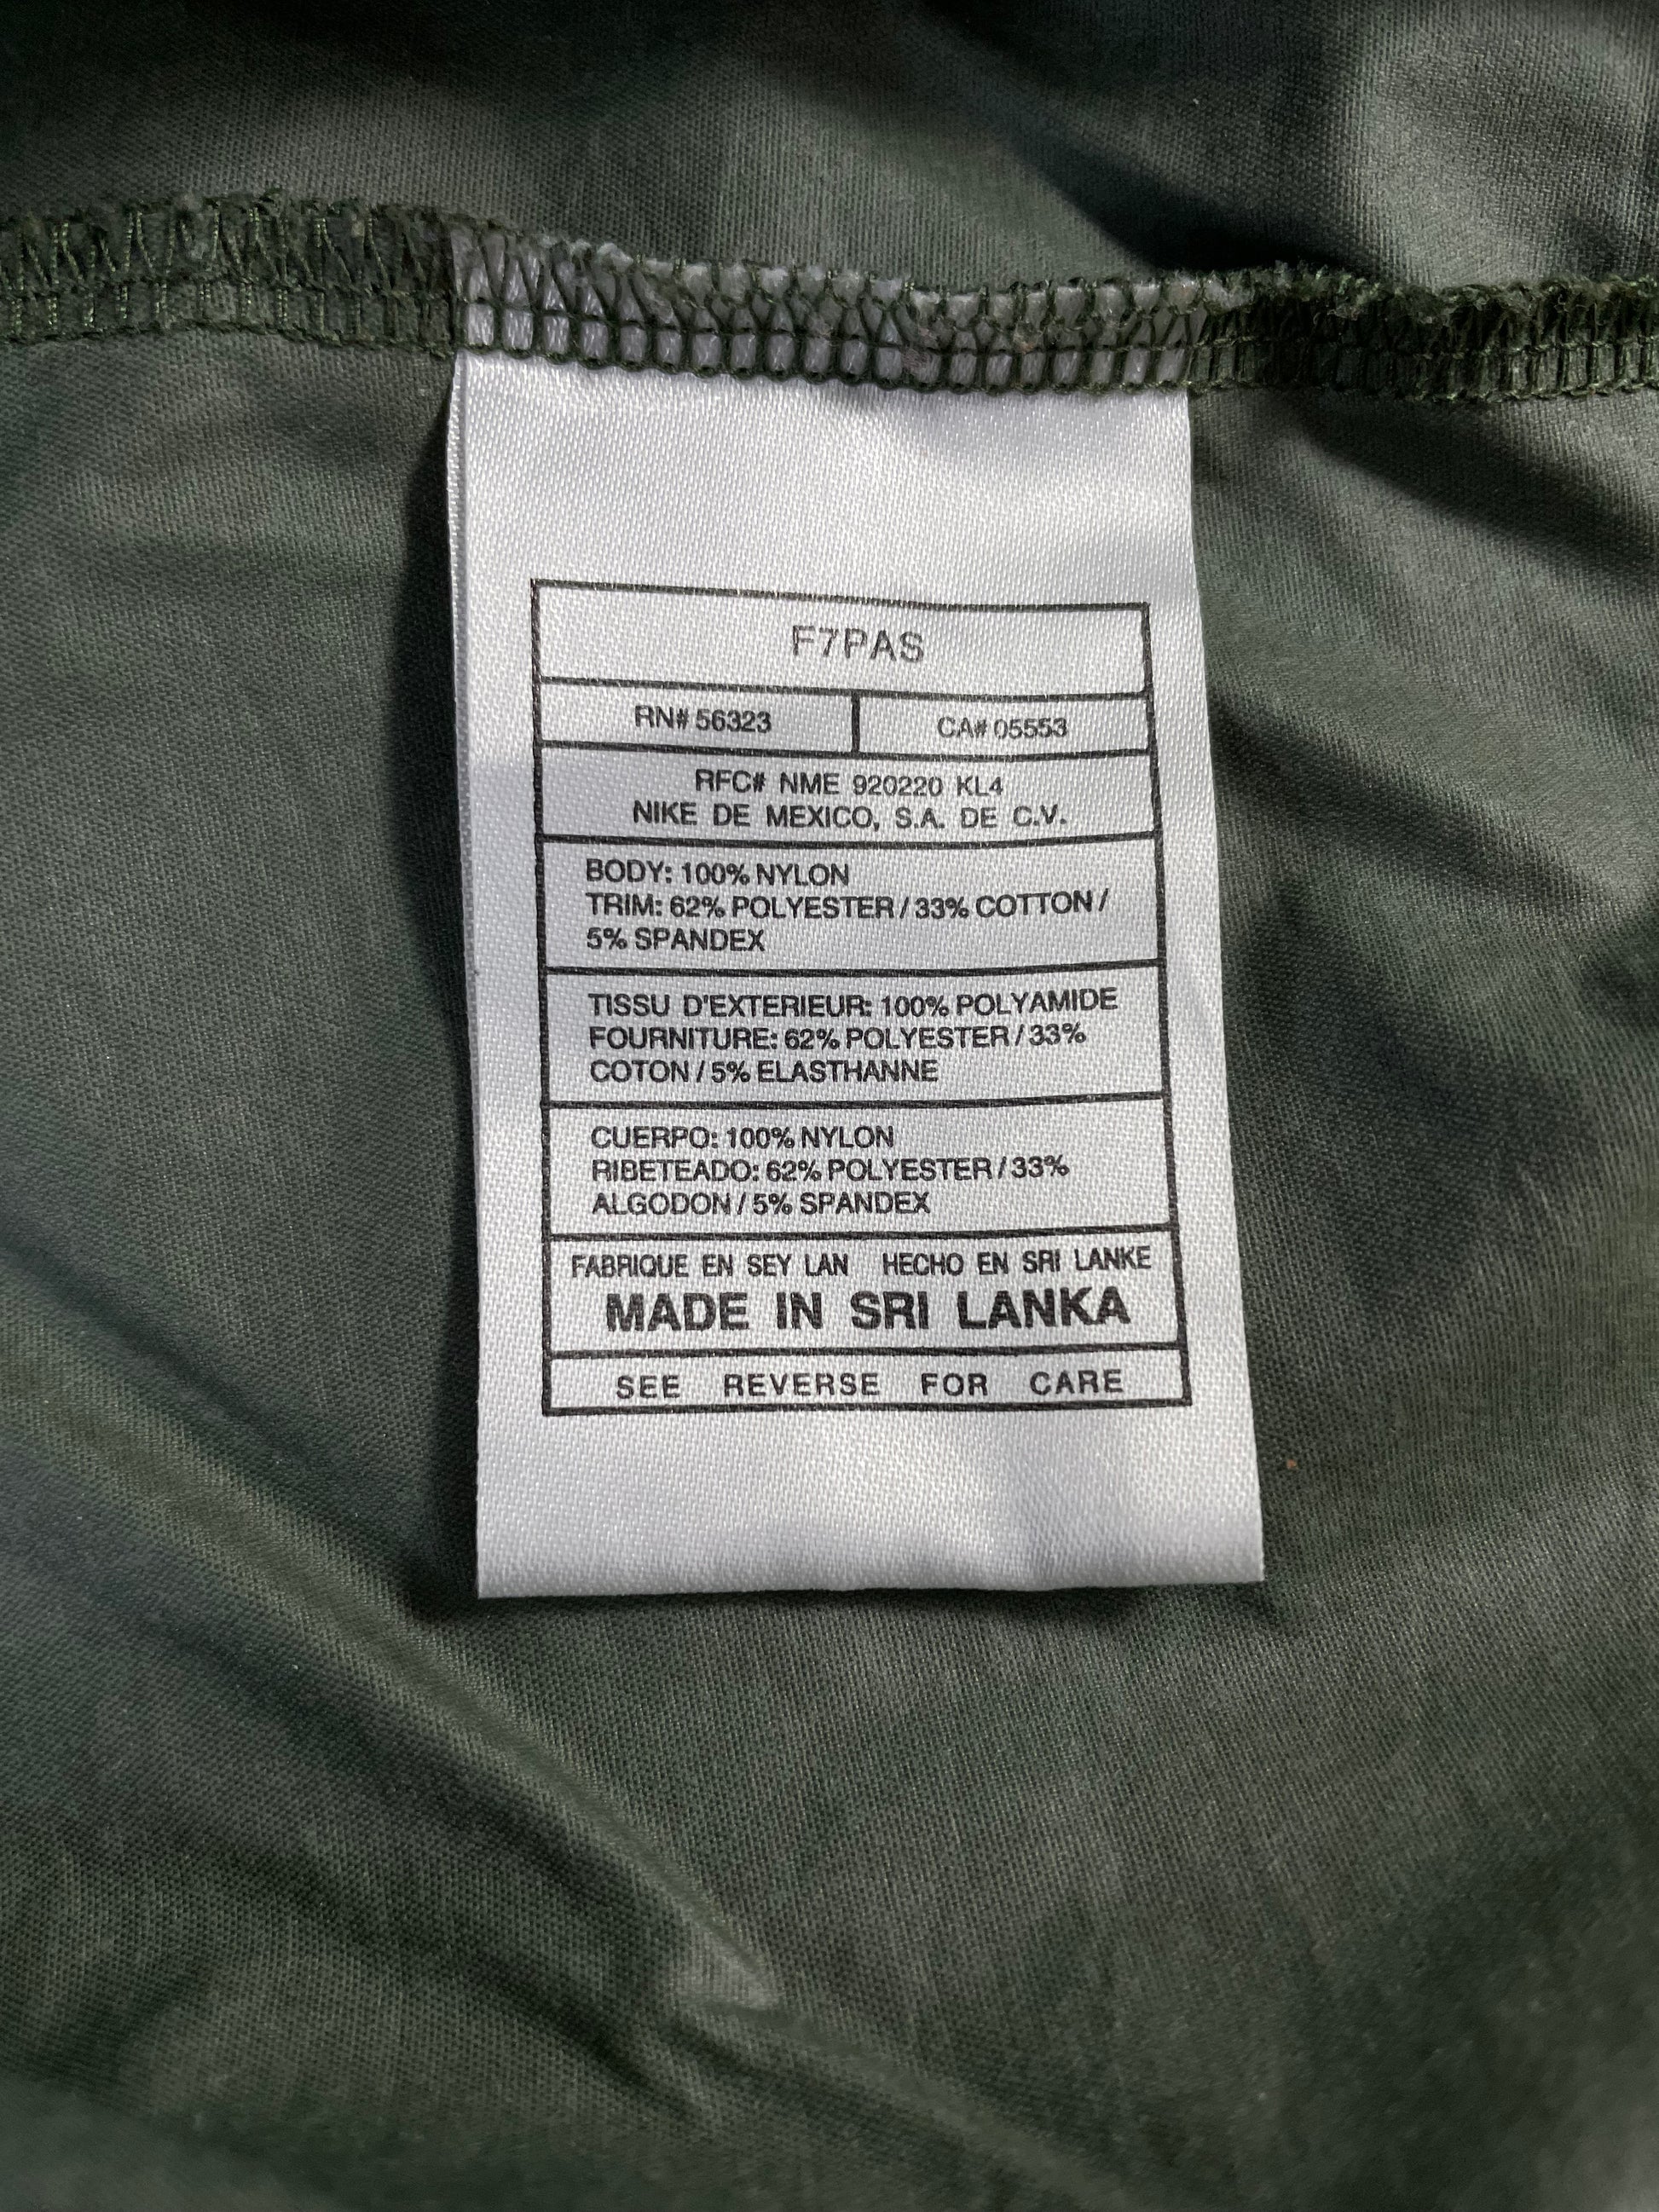 F7PAS
RN# 56323 CA# 05553
RFC# NME 920220 KL4
NIKE DE MEXICO, S.A. DE C.V.
BODY: 100% NYLON
TRIM: 62% POLYESTER / 33% COTTON /
5% SPANDEX
TISSU D'EXTERIEUR: 100% POLYAMIDE
FOURNITURE: 62% POLYESTER / 33%
COTON / 5% ELASTHANNE
CUERPO: 100% NYLON
RIBETEADO: 62% POLYESTER / 33%
ALGODON / 5% SPANDEX
FABRIQUE EN SEY LAN HECHO EN SRI LANKE
MADE IN SRI LANKA
SEE REVERSE FOR CARE